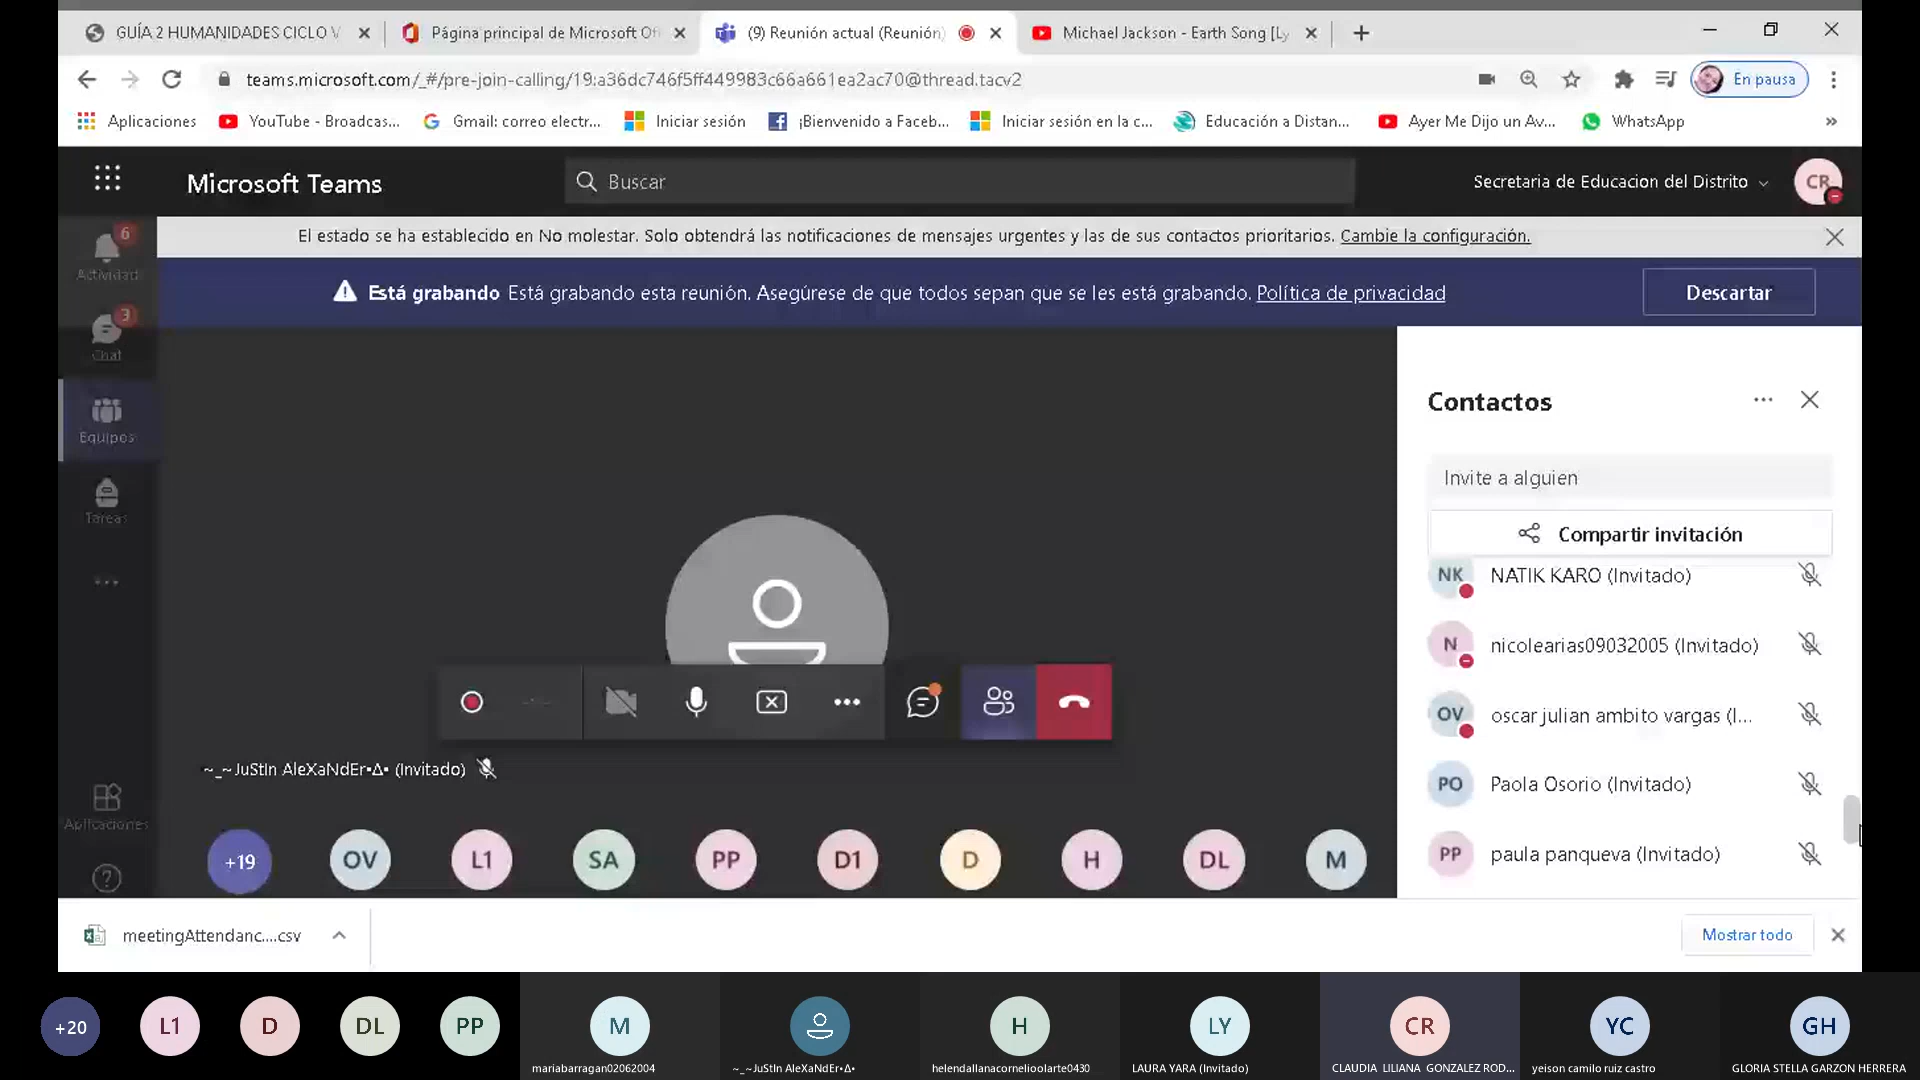 GUÍA 2 HUMANIDADES CICLO V
Página principal de Microsoft Of
(9) Reunión actual (Reunión)
Michael Jackson - Earth Song [Ly
teams.microsoft.com/_#/pre-join-calling/19:a36dc746f5ff449983c66a661ea2ac70@thread.tacv2
En pausa
Aplicaciones
YouTube - Broadcas...
Gmail: correo electr...
Iniciar sesión
¡Bienvenido a Faceb...
Iniciar sesión en la c...
Educación a Distan...
Ayer Me Dijo un Av...
WhatsApp
»
Microsoft Teams
Buscar
Secretaria de Educacion del Distrito
CR
El estado se ha establecido en No molestar. Solo obtendrá las notificaciones de mensajes urgentes y las de sus contactos prioritarios. Cambie la configuración.
Está grabando Está grabando esta reunión. Asegúrese de que todos sepan que se les está grabando. Política de privacidad
Descartar
6
Actividad
3
Chat
Equipos
Tareas
Aplicaciones
Contactos
Invite a alguien
Compartir invitación
NK NATIK KARO (Invitado)
N nicolearias09032005 (Invitado)
OV oscar julian ambito vargas (I...
PO Paola Osorio (Invitado)
PP paula panqueva (Invitado)
~_~JuStIn AleXaNdEr•Δ• (Invitado)
+19 OV L1 SA PP D1 D H DL M
meetingAttendanc....csv
Mostrar todo
+20 L1 D DL PP M H LY CR YC GH
mariabarragan02062004
~_~JuStIn AleXaNdEr•Δ•
helendallanacornelioolarte0430
LAURA YARA (Invitado)
CLAUDIA LILIANA GONZALEZ ROD...
yeison camilo ruiz castro
GLORIA STELLA GARZON HERRERA